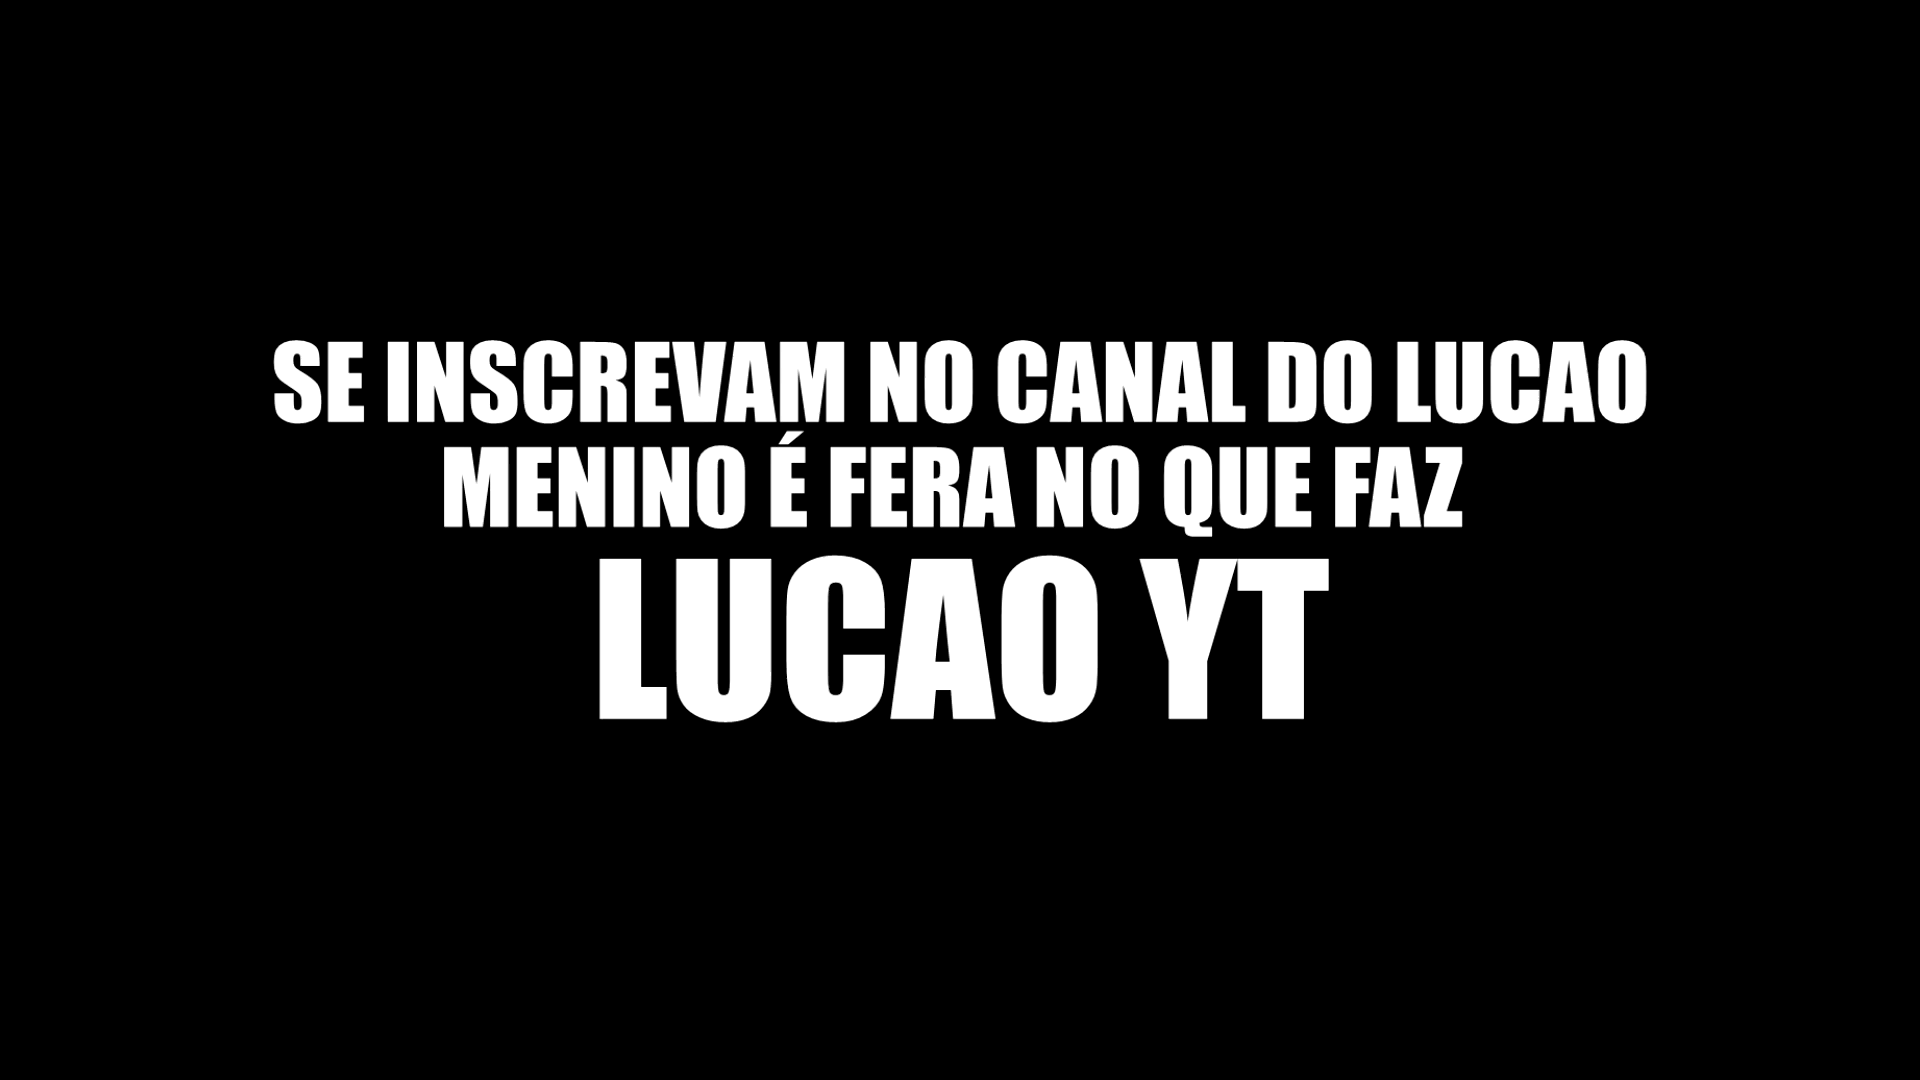 SE INSCREVAM NO CANAL DO LUCAO
MENINO É FERA NO QUE FAZ
LUCAO YT